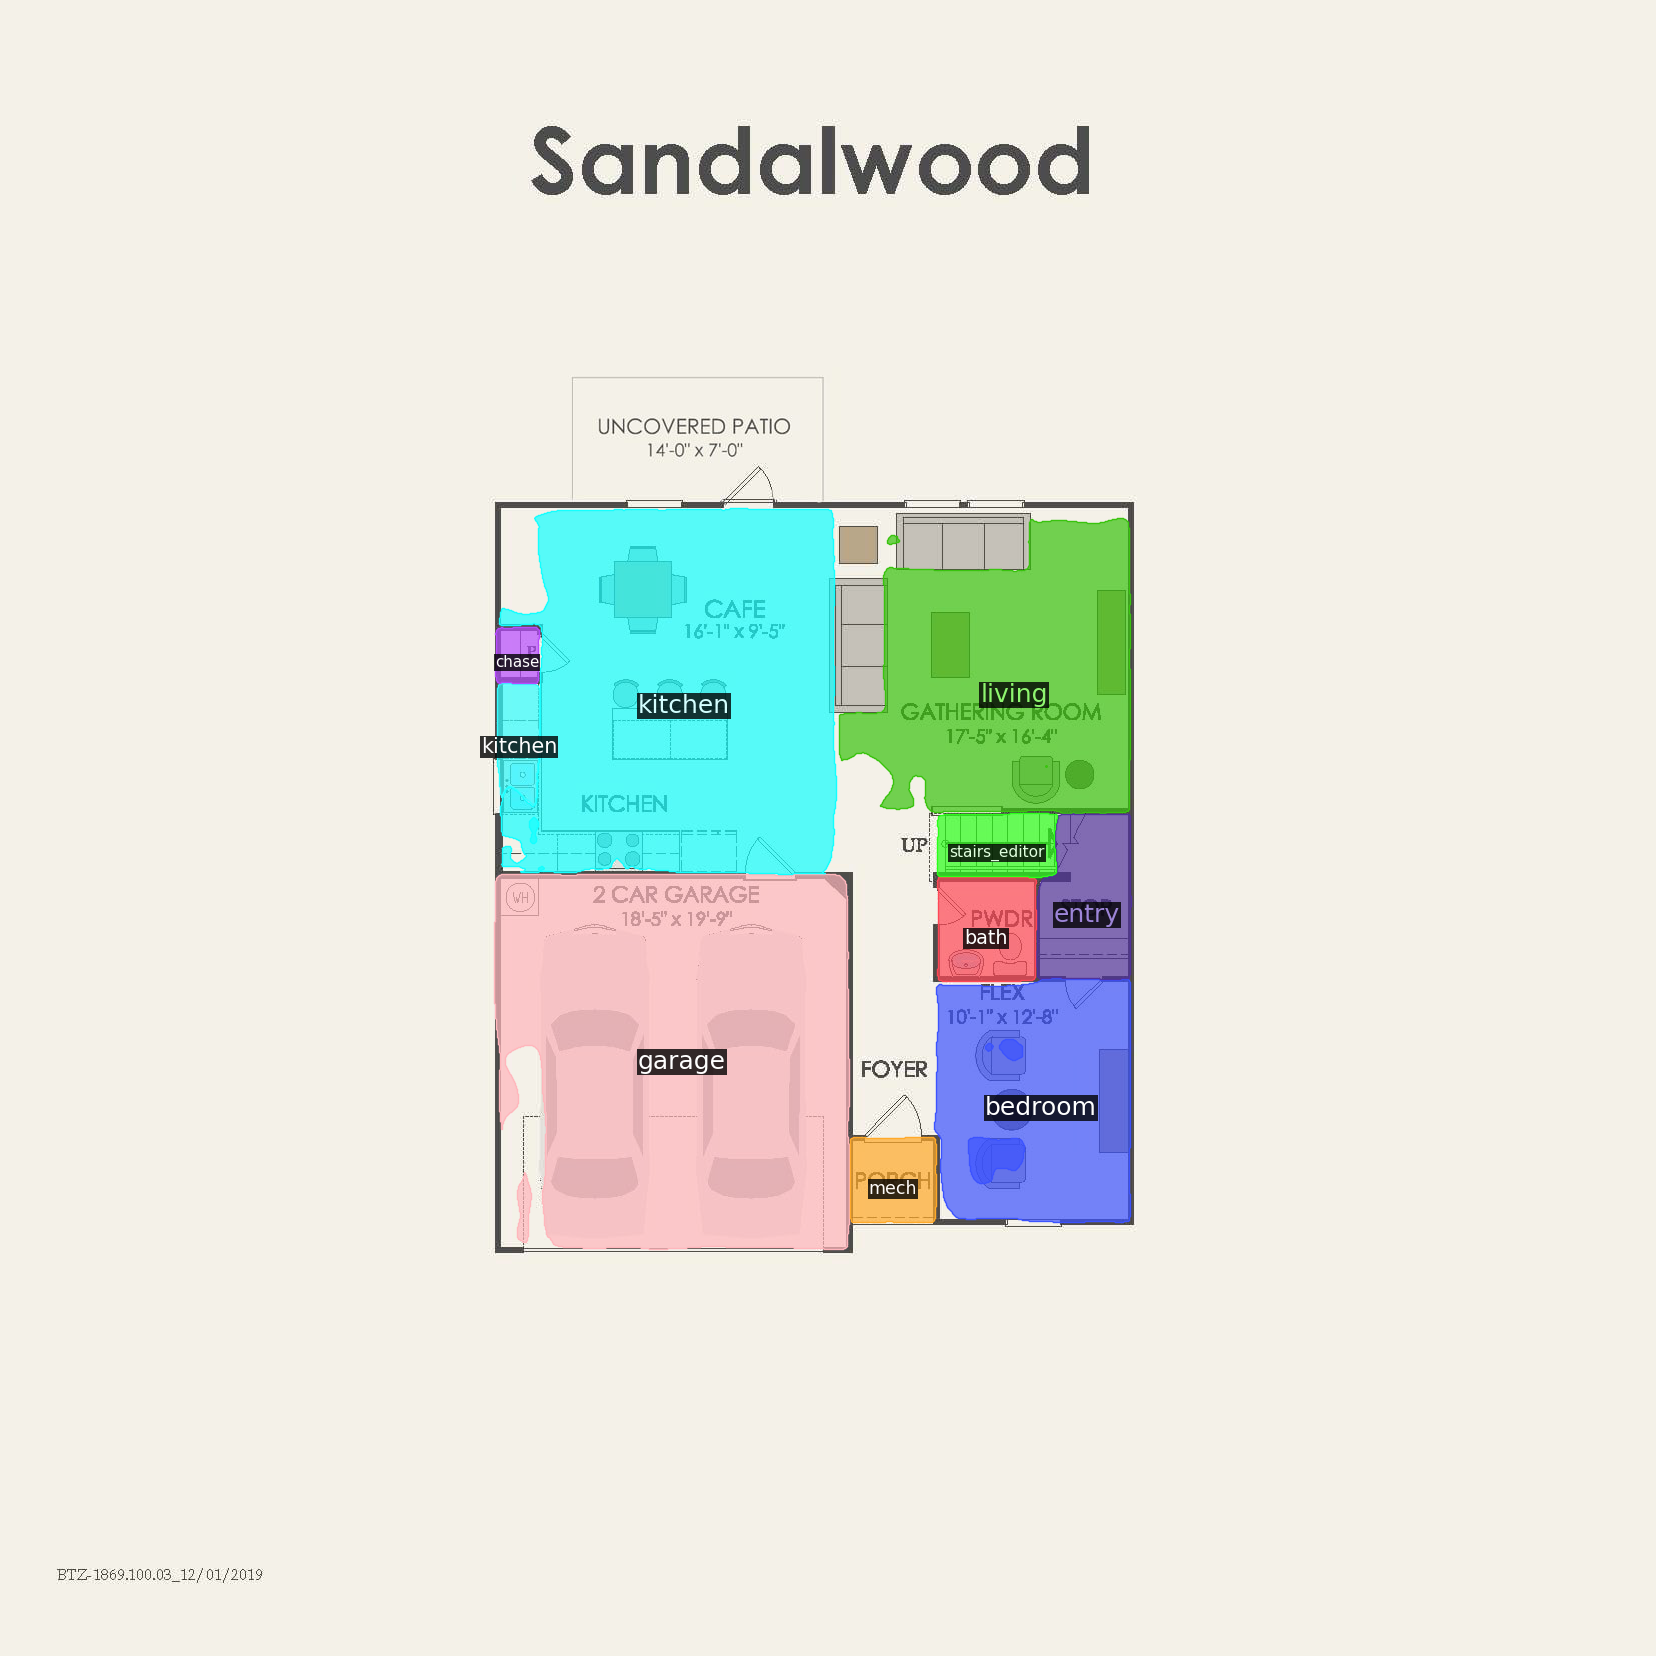 Sandalwood
UNCOVERED PATIO
14'-0" x 7'-0"
CAFE
16'-1" x 9'-5"
P
chase
kitchen
living
GATHERING ROOM
17'-5" x 16'-4"
kitchen
KITCHEN
UP
stairs_editor
2 CAR GARAGE
18'-5" x 19'-9"
WH
entry
PWDR
bath
FLEX
10'-1" x 12'-8"
garage
FOYER
bedroom
PORCH
mech
BTZ-1869.100.03_12/01/2019